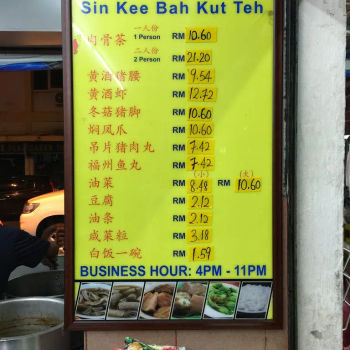 Sin Kee Bah Kut Teh
肉骨茶 一人份 1 Person RM 10.60
二人份 2 Person RM 21.20
黄酒猪腰 RM 9.54
黄酒虾 RM 12.72
冬菇猪脚 RM 10.60
焖凤爪 RM 10.60
吊片猪肉丸 RM 7.42
福州鱼丸 RM 7.42
油菜 (小) RM 8.48 (大) RM 10.60
豆腐 RM 2.12
油条 RM 2.12
咸菜粒 RM 3.18
白饭一碗 RM 1.59
BUSINESS HOUR: 4PM - 11PM